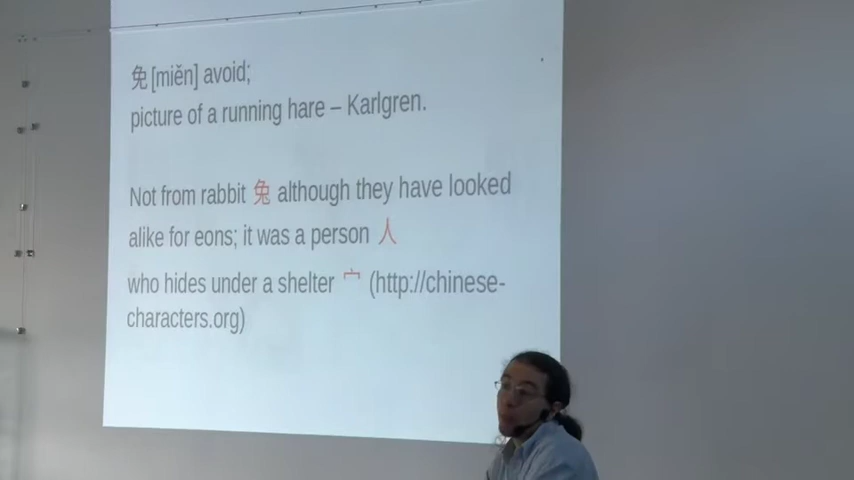 免 [miěn] avoid;
picture of a running hare – Karlgren.
Not from rabbit 兔 although they have looked
alike for eons; it was a person 人
who hides under a shelter 宀 (http://chinese-
characters.org)